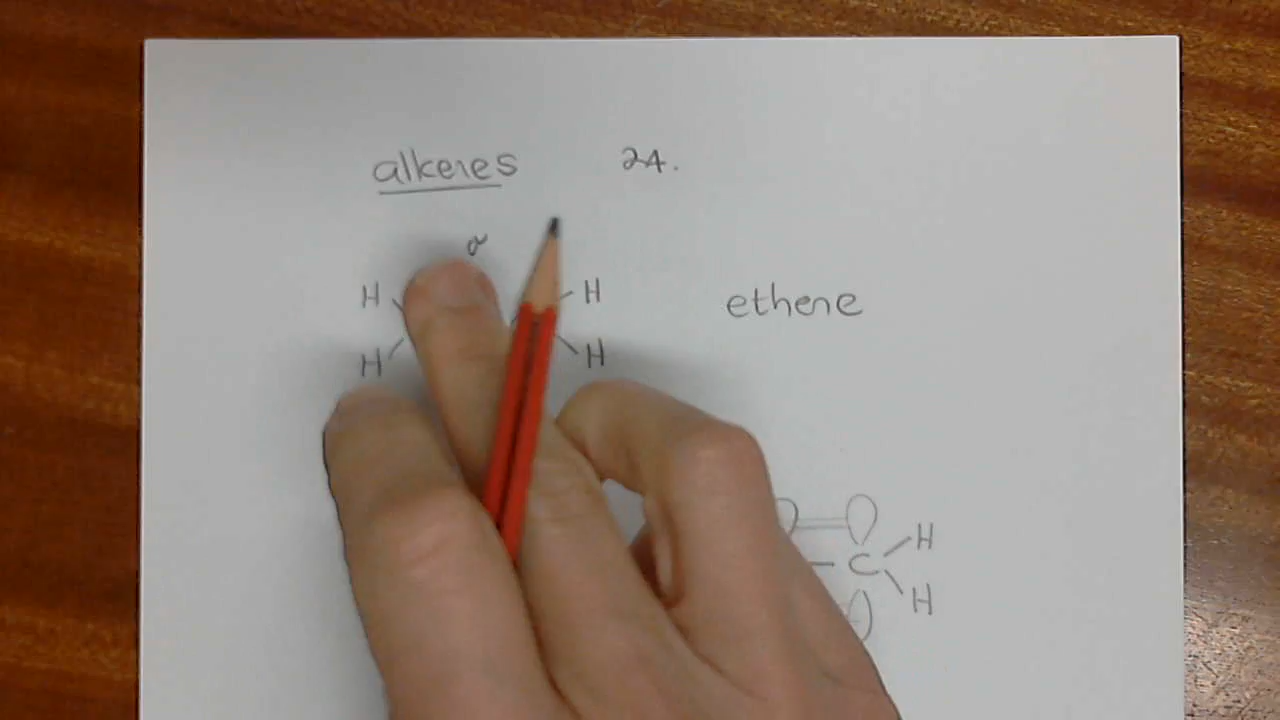 alkenes 24.
σ
H H
ethene
H H
C H
H